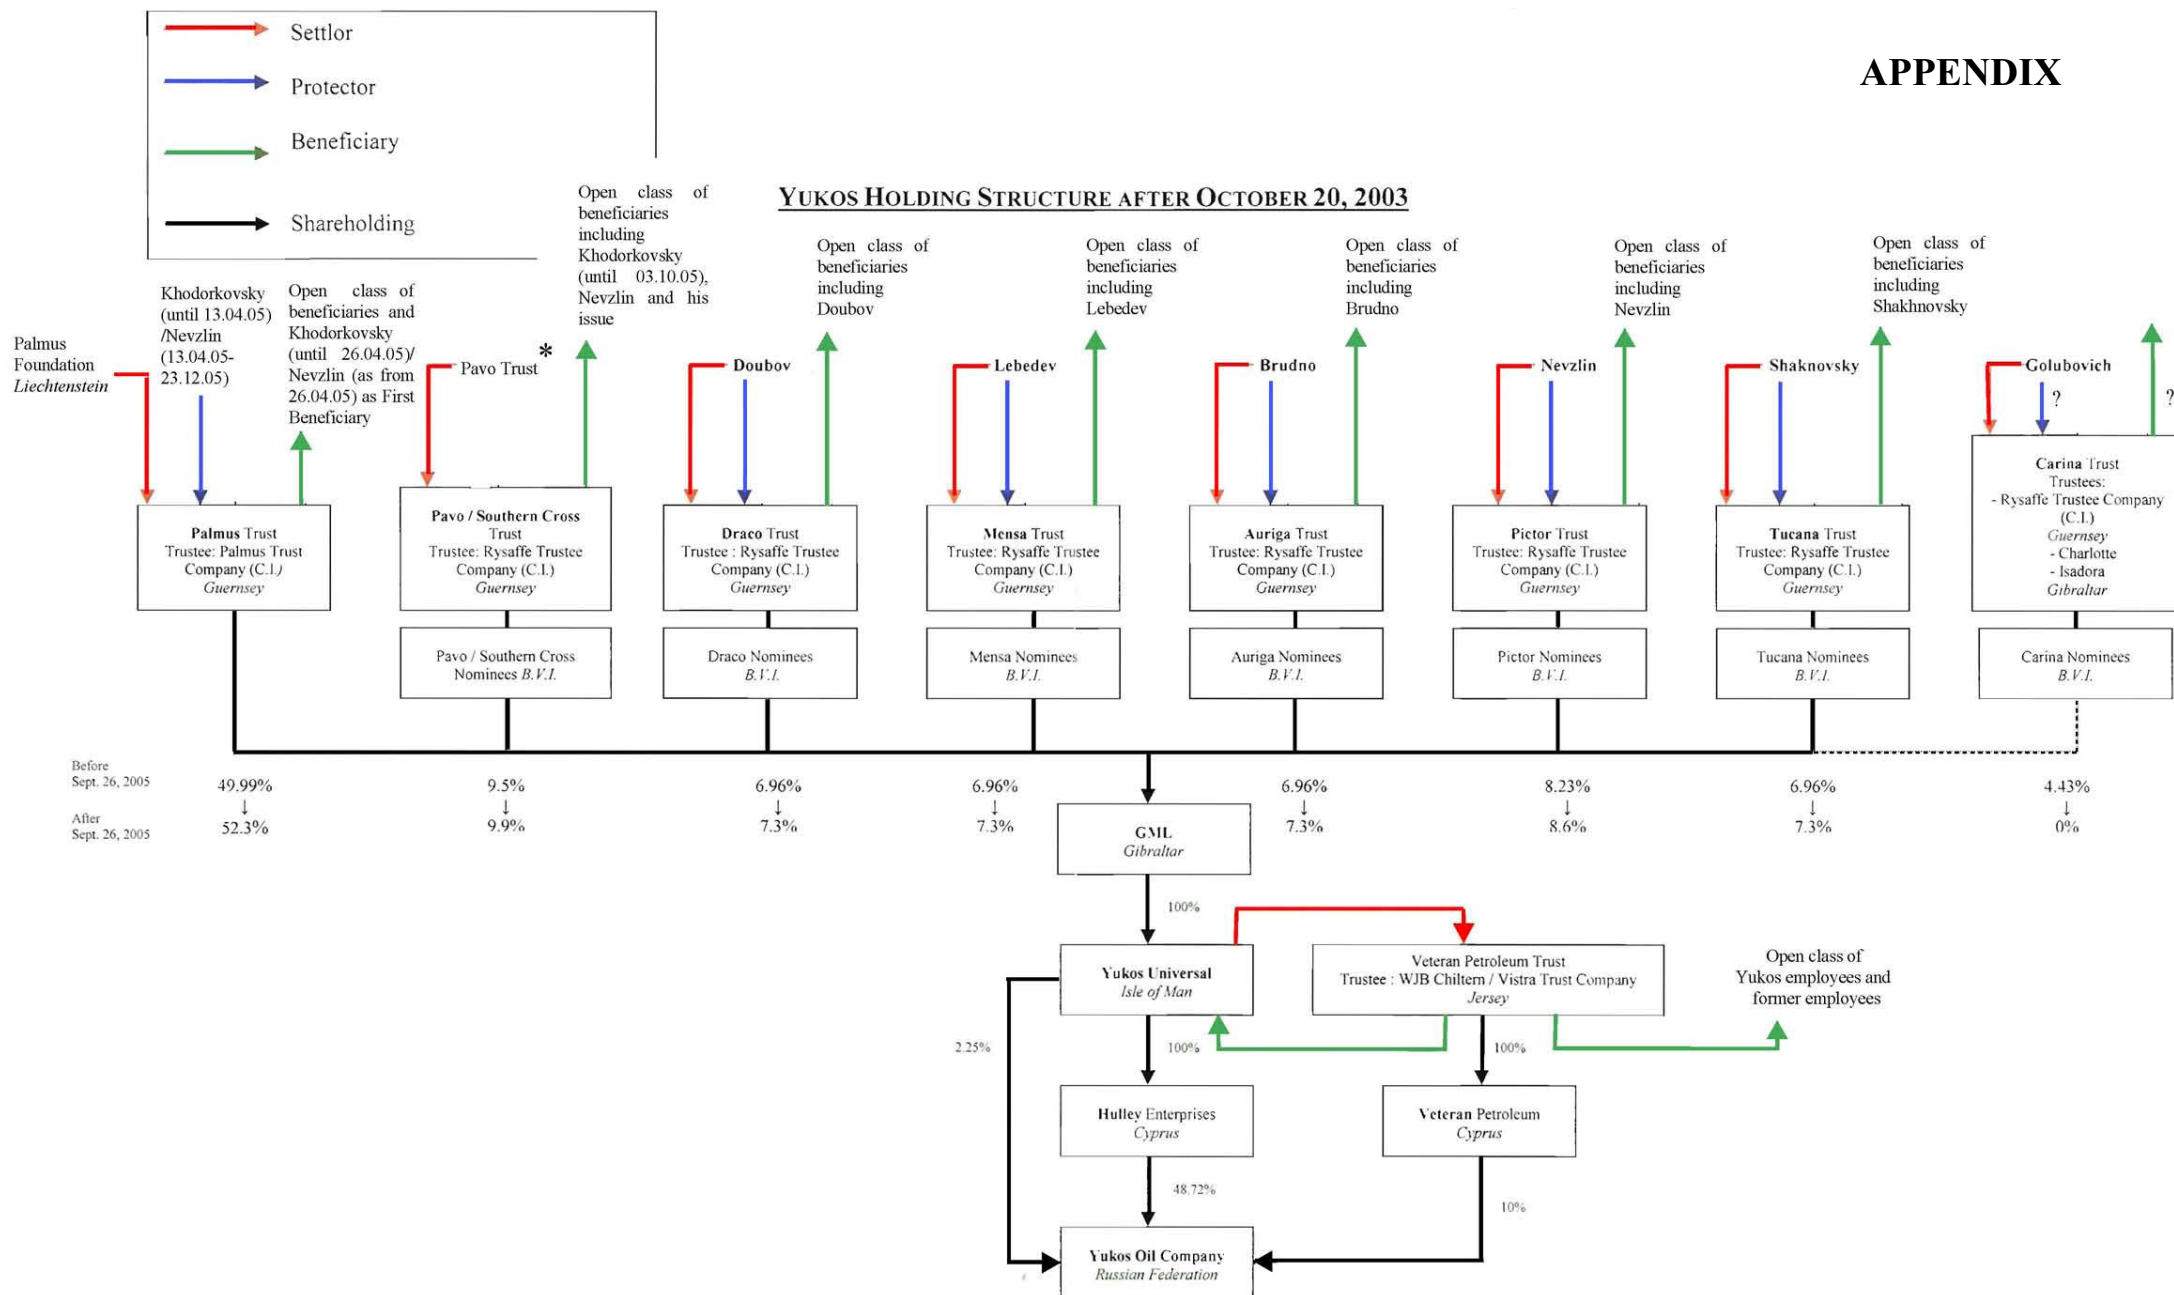 APPENDIX
Settlor
Protector
Beneficiary
Shareholding
YUKOS HOLDING STRUCTURE AFTER OCTOBER 20, 2003
Palmus
Foundation
Liechtenstein
Khodorkovsky
(until 13.04.05)
/Nevzlin
(13.04.05-
23.12.05)
Open class of
beneficiaries and
Khodorkovsky
(until 26.04.05)/
Nevzlin (as from
26.04.05) as First
Beneficiary
Pavo Trust *
Open class of
beneficiaries
including
Khodorkovsky
(until 03.10.05),
Nevzlin and his
issue
Doubov
Open class of
beneficiaries
including
Doubov
Lebedev
Open class of
beneficiaries
including
Lebedev
Brudno
Open class of
beneficiaries
including
Brudno
Nevzlin
Open class of
beneficiaries
including
Nevzlin
Shaknovsky
Open class of
beneficiaries
including
Shakhnovsky
Golubovich
?
?
Palmus Trust
Trustee: Palmus Trust
Company (C.I.)
Guernsey
Pavo / Southern Cross
Trust
Trustee: Rysaffe Trustee
Company (C.I.)
Guernsey
Draco Trust
Trustee : Rysaffe Trustee
Company (C.I.)
Guernsey
Mensa Trust
Trustee: Rysaffe Trustee
Company (C.I.)
Guernsey
Auriga Trust
Trustee: Rysaffe Trustee
Company (C.I.)
Guernsey
Pictor Trust
Trustee: Rysaffe Trustee
Company (C.I.)
Guernsey
Tucana Trust
Trustee: Rysaffe Trustee
Company (C.I.)
Guernsey
Carina Trust
Trustees:
- Rysaffe Trustee Company
(C.I.)
Guernsey
- Charlotte
- Isadora
Gibraltar
Pavo / Southern Cross
Nominees B.V.I.
Draco Nominees
B.V.I.
Mensa Nominees
B.V.I.
Auriga Nominees
B.V.I.
Pictor Nominees
B.V.I.
Tucana Nominees
B.V.I.
Carina Nominees
B.V.I.
Before
Sept. 26, 2005
49.99%
9.5%
6.96%
6.96%
6.96%
8.23%
6.96%
4.43%
↓ ↓ ↓ ↓ ↓ ↓ ↓ ↓
After
Sept. 26, 2005
52.3%
9.9%
7.3%
7.3%
7.3%
8.6%
7.3%
0%
GML
Gibraltar
100%
Yukos Universal
Isle of Man
Veteran Petroleum Trust
Trustee : WJB Chiltern / Vistra Trust Company
Jersey
Open class of
Yukos employees and
former employees
2.25%
100%
100%
Hulley Enterprises
Cyprus
Veteran Petroleum
Cyprus
48.72%
10%
Yukos Oil Company
Russian Federation